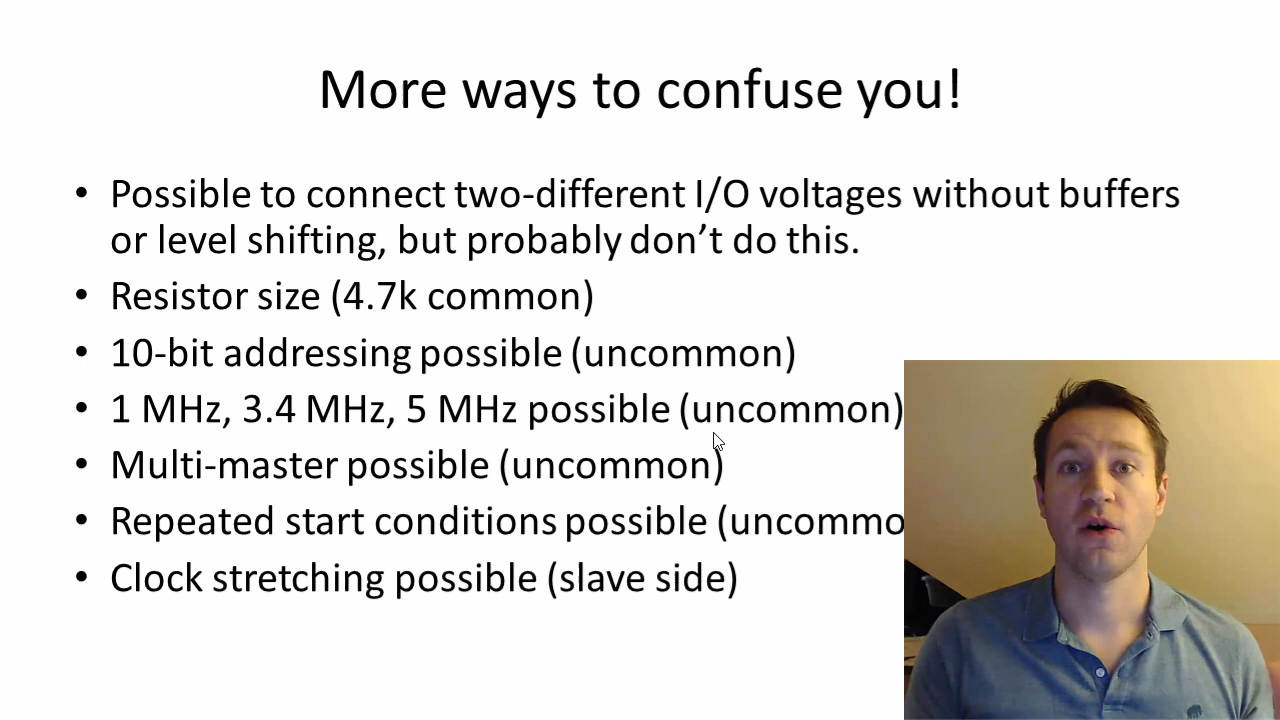 More ways to confuse you!
• Possible to connect two-different I/O voltages without buffers
or level shifting, but probably don't do this.
• Resistor size (4.7k common)
• 10-bit addressing possible (uncommon)
• 1 MHz, 3.4 MHz, 5 MHz possible (uncommon)
• Multi-master possible (uncommon)
• Repeated start conditions possible (uncommo
• Clock stretching possible (slave side)